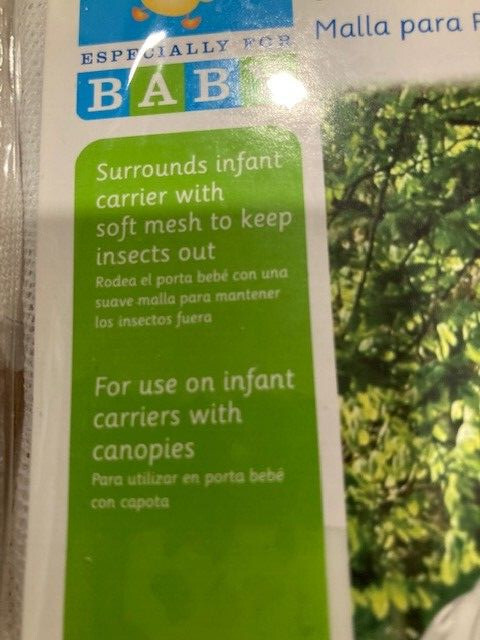 Malla para
ESPECIALLY FOR
BAB
Surrounds infant
carrier with
soft mesh to keep
insects out
Rodea el porta bebé con una
suave malla para mantener
los insectos fuera
For use on infant
carriers with
canopies
Para utilizar en porta bebé
con capota